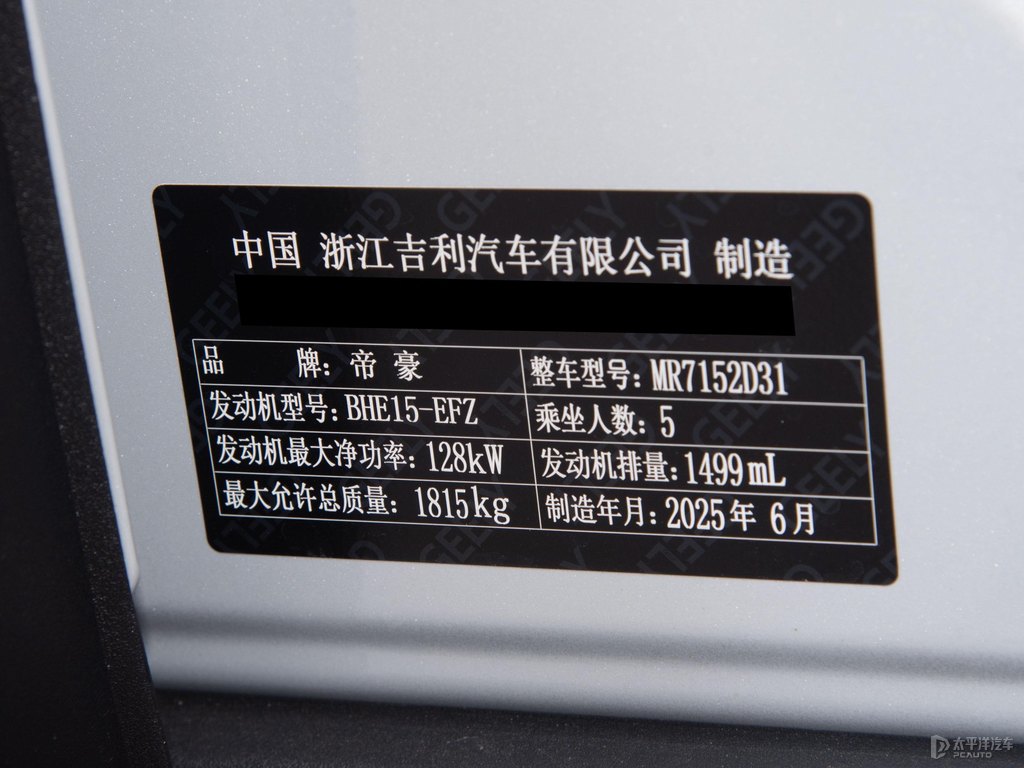 中国 浙江吉利汽车有限公司 制造
品 牌: 帝豪 整车型号: MR7152D31
发动机型号: BHE15-EFZ 乘坐人数: 5
发动机最大净功率: 128kW 发动机排量: 1499mL
最大允许总质量: 1815kg 制造年月: 2025年 6月
太平洋汽车
PCAUTO